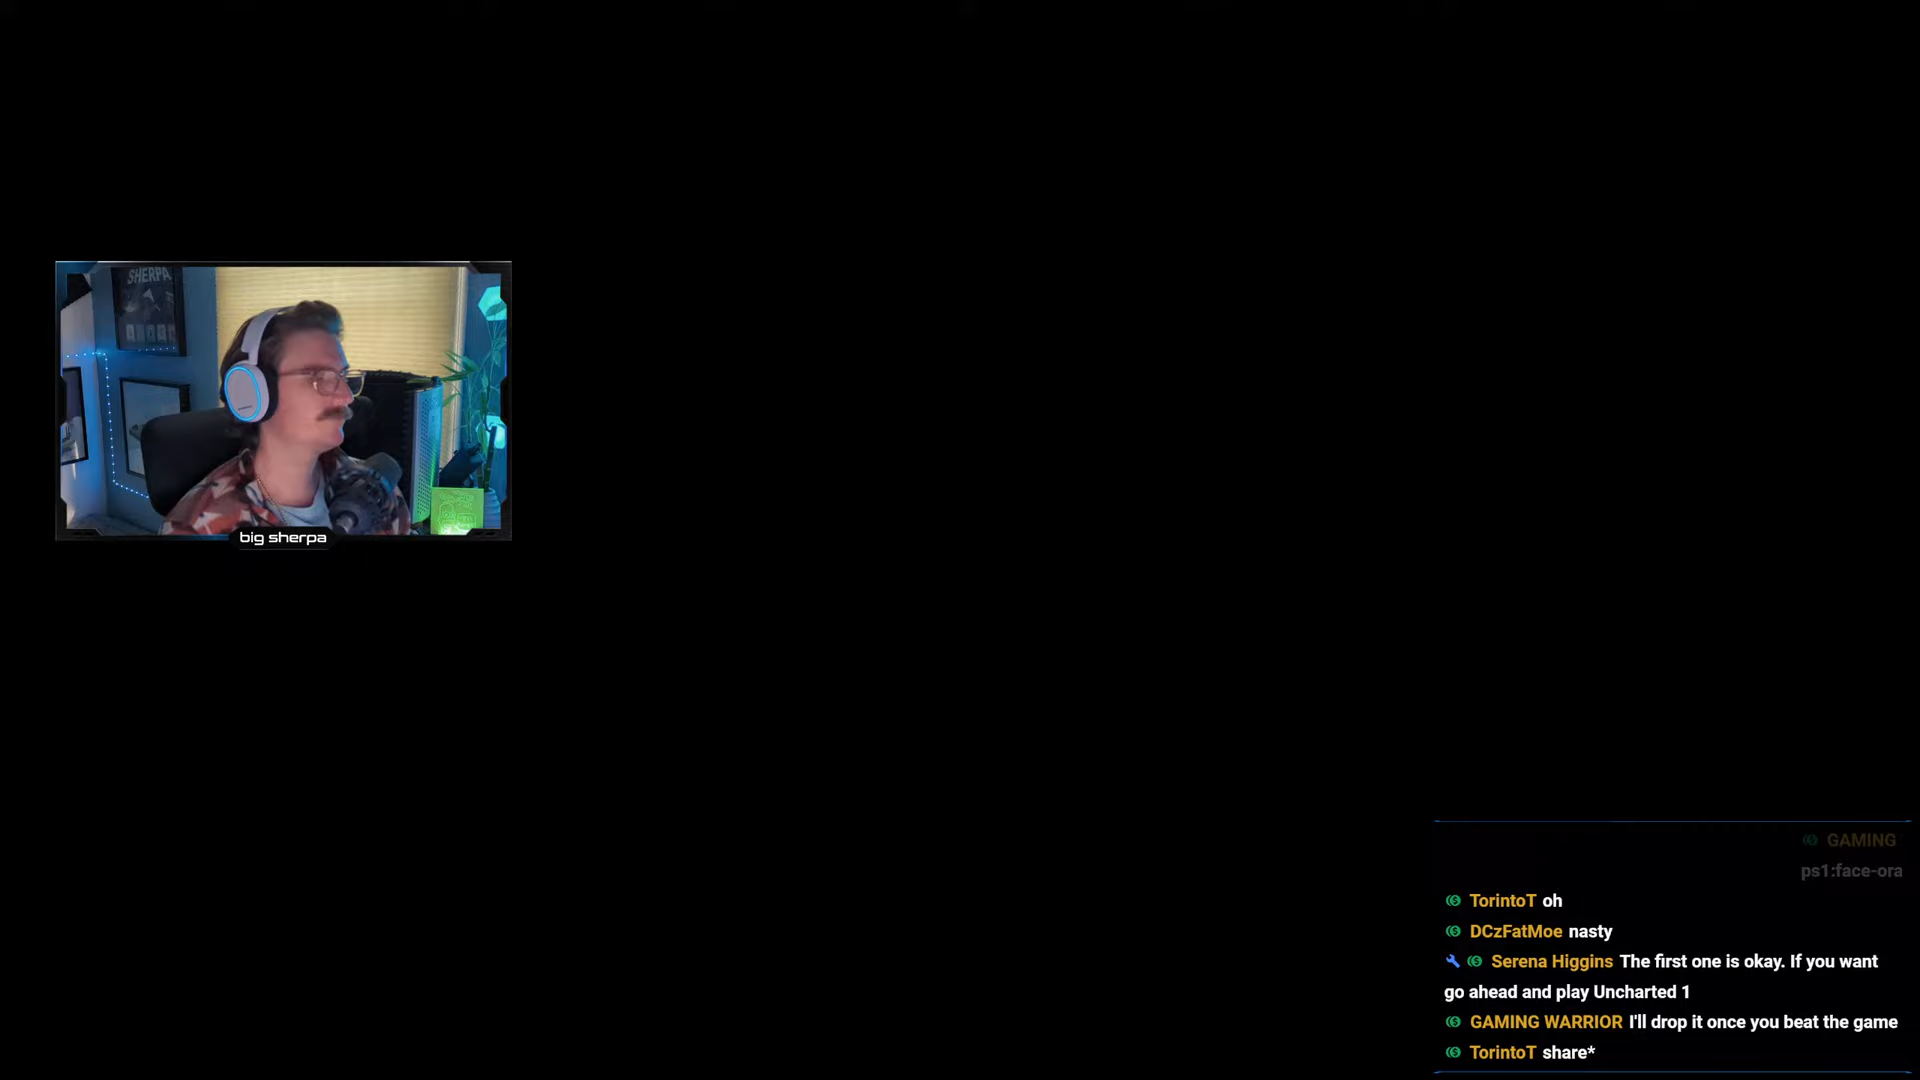 SHERPA
big sherpa
GAMING
ps1:face-ora
TorintoT oh
DCzFatMoe nasty
Serena Higgins The first one is okay. If you want
go ahead and play Uncharted 1
GAMING WARRIOR I'll drop it once you beat the game
TorintoT share*